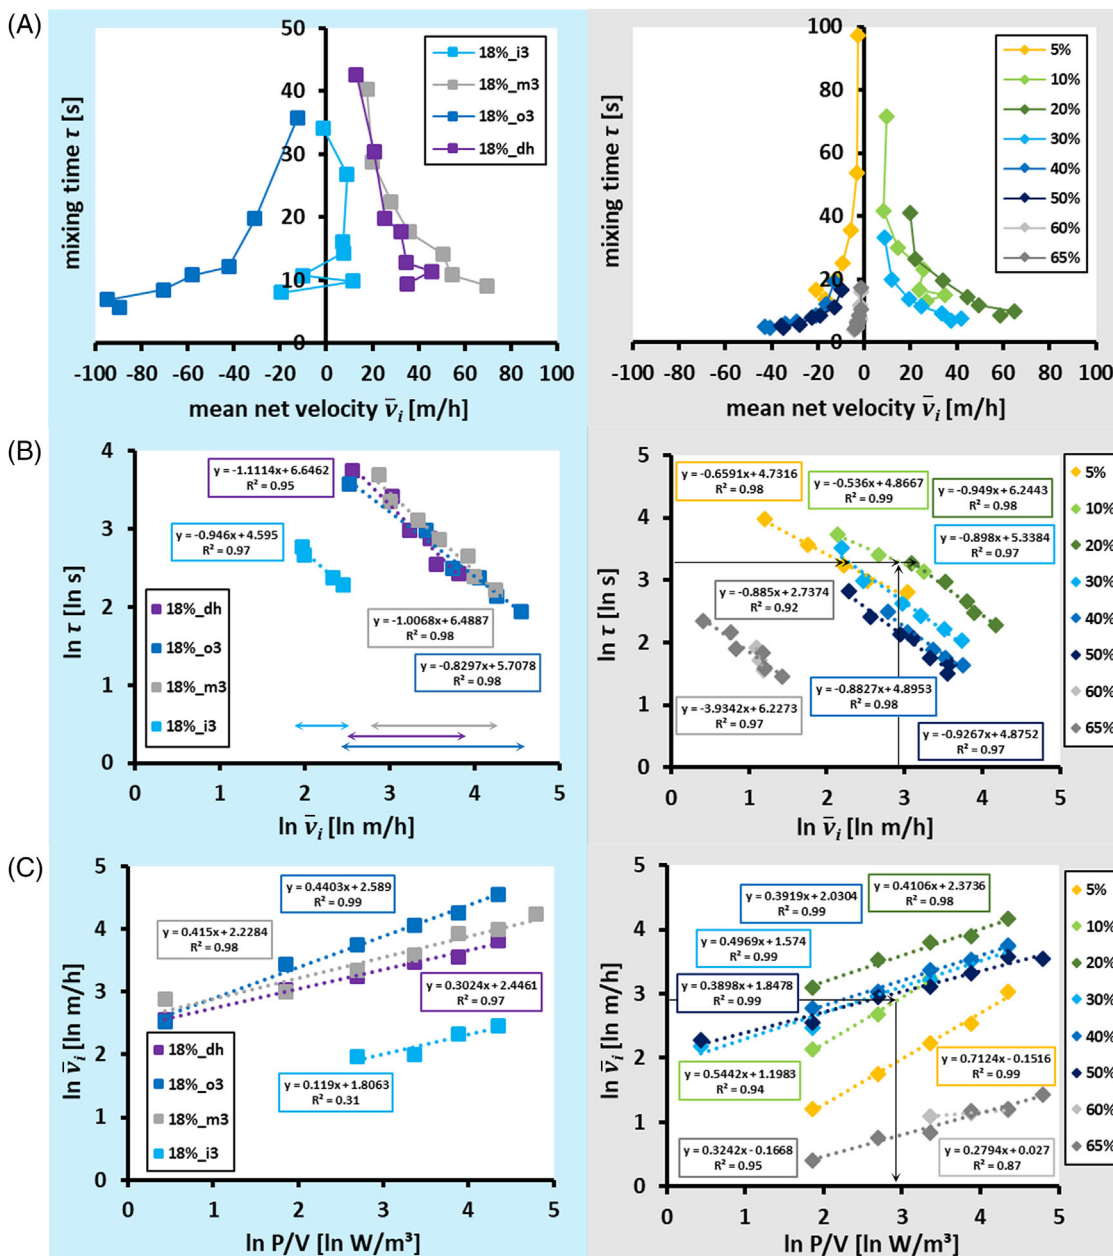 (A)
50
40
30
20
10
0
mixing time τ [s]
-100 -80 -60 -40 -20 0 20 40 60 80 100
mean net velocity v̄ᵢ [m/h]
18%_i3
18%_m3
18%_o3
18%_dh
100
80
60
40
20
0
mixing time τ [s]
-100 -80 -60 -40 -20 0 20 40 60 80 100
mean net velocity v̄ᵢ [m/h]
5%
10%
20%
30%
40%
50%
60%
65%
(B)
4
3
2
1
0
ln τ [ln s]
0 1 2 3 4 5
ln v̄ᵢ [ln m/h]
y = -1.1114x + 6.6462
R² = 0.95
y = -0.946x + 4.595
R² = 0.97
y = -1.0068x + 6.4887
R² = 0.98
y = -0.8297x + 5.7078
R² = 0.98
18%_dh
18%_o3
18%_m3
18%_i3
5
4
3
2
1
0
ln τ [ln s]
0 1 2 3 4 5
ln v̄ᵢ [ln m/h]
y = -0.6591x + 4.7316
R² = 0.98
y = -0.536x + 4.8667
R² = 0.99
y = -0.949x + 6.2443
R² = 0.98
y = -0.898x + 5.3384
R² = 0.97
y = -0.885x + 2.7374
R² = 0.92
y = -0.8827x + 4.8953
R² = 0.98
y = -3.9342x + 6.2273
R² = 0.97
y = -0.9267x + 4.8752
R² = 0.97
5%
10%
20%
30%
40%
50%
60%
65%
(C)
5
4
3
2
1
0
ln v̄ᵢ [ln m/h]
0 1 2 3 4 5
ln P/V [ln W/m³]
y = 0.4403x + 2.589
R² = 0.99
y = 0.415x + 2.2284
R² = 0.98
y = 0.3024x + 2.4461
R² = 0.97
y = 0.119x + 1.8063
R² = 0.31
18%_dh
18%_o3
18%_m3
18%_i3
5
4
3
2
1
0
ln v̄ᵢ [ln m/h]
0 1 2 3 4 5
ln P/V [ln W/m³]
y = 0.3919x + 2.0304
R² = 0.99
y = 0.4106x + 2.3736
R² = 0.98
y = 0.4969x + 1.574
R² = 0.99
y = 0.3898x + 1.8478
R² = 0.99
y = 0.5442x + 1.1983
R² = 0.94
y = 0.7124x - 0.1516
R² = 0.99
y = 0.3242x - 0.1668
R² = 0.95
y = 0.2794x + 0.027
R² = 0.87
5%
10%
20%
30%
40%
50%
60%
65%